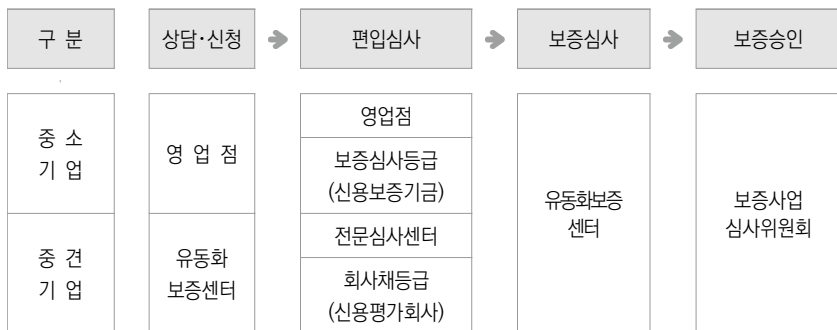 구 분
상담·신청
편입심사
보증심사
보증승인
중 소
기 업
영 업 점
영업점
보증심사등급
(신용보증기금)
중 견
기 업
유동화
보증센터
전문심사센터
회사채등급
(신용평가회사)
유동화보증
센터
보증사업
심사위원회